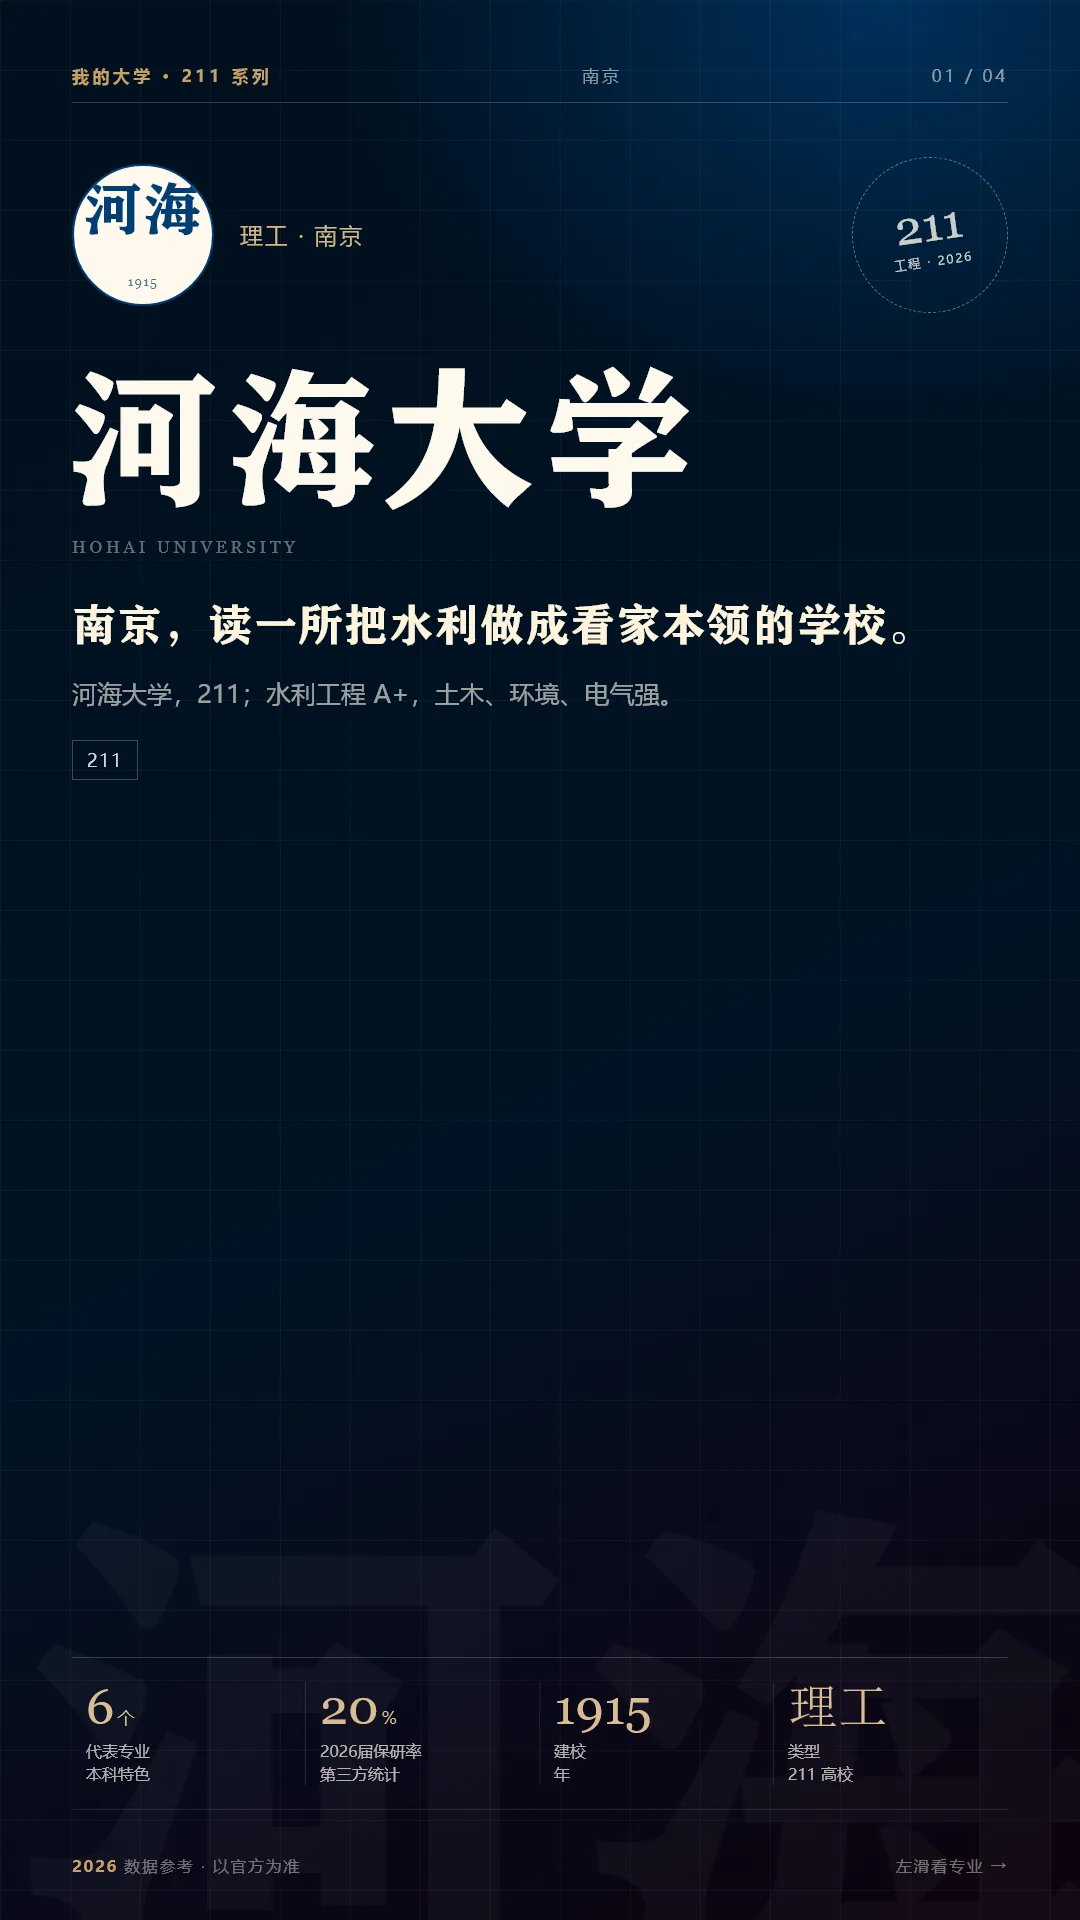 我的大学 · 211 系列
南京
01 / 04
河海
1915
理工 · 南京
211
工程 · 2026
河海大学
HOHAI UNIVERSITY
南京，读一所把水利做成看家本领的学校。
河海大学，211；水利工程 A+，土木、环境、电气强。
211
河海
6个
代表专业
本科特色
20%
2026届保研率
第三方统计
1915
建校
年
理工
类型
211 高校
2026 数据参考 · 以官方为准
左滑看专业 →